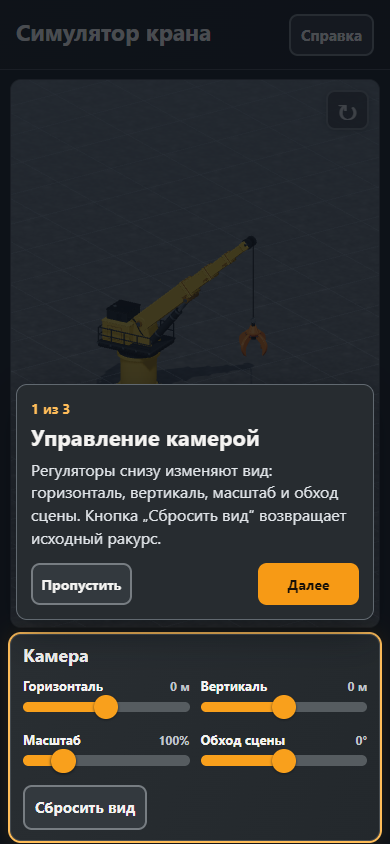 Симулятор крана
Справка
1 из 3
Управление камерой
Регуляторы снизу изменяют вид:
горизонталь, вертикаль, масштаб и обход
сцены. Кнопка „Сбросить вид“ возвращает
исходный ракурс.
Пропустить
Далее
Камера
Горизонталь 0 м
Вертикаль 0 м
Масштаб 100%
Обход сцены 0°
Сбросить вид